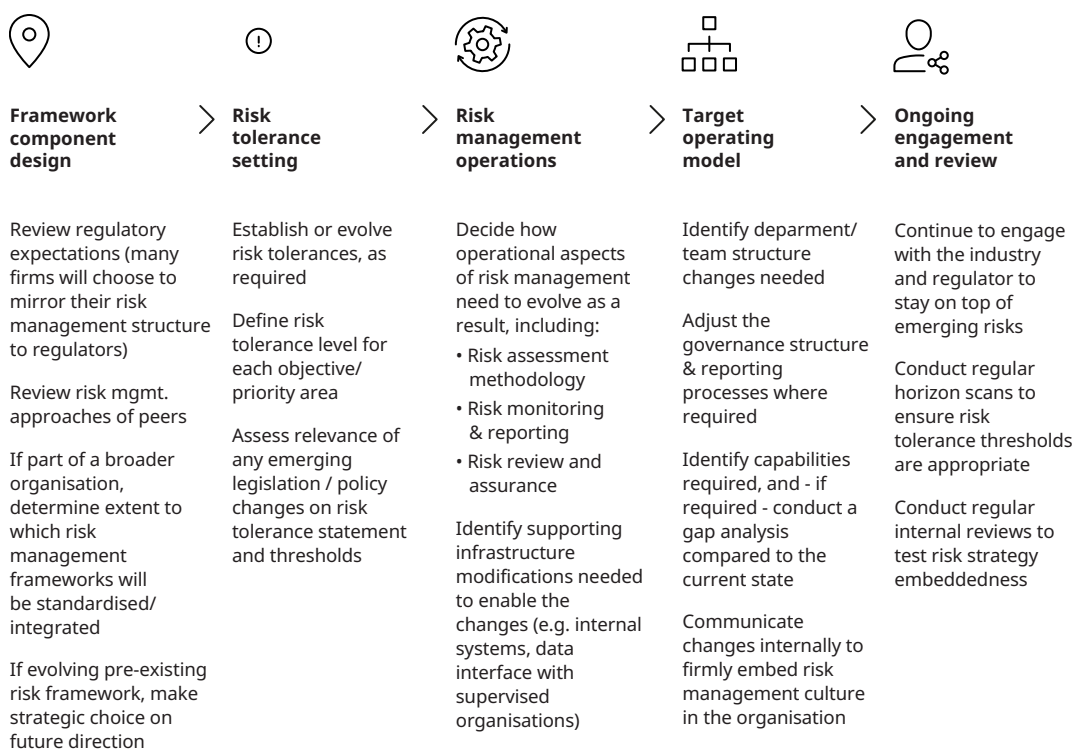 Framework
component
design
Risk
tolerance
setting
Risk
management
operations
Target
operating
model
Ongoing
engagement
and review
Review regulatory
expectations (many
firms will choose to
mirror their risk
management structure
to regulators)
Review risk mgmt.
approaches of peers
If part of a broader
organisation,
determine extent to
which risk
management
frameworks will
be standardised/
integrated
If evolving pre-existing
risk framework, make
strategic choice on
future direction
Establish or evolve
risk tolerances, as
required
Define risk
tolerance level for
each objective/
priority area
Assess relevance of
any emerging
legislation / policy
changes on risk
tolerance statement
and thresholds
Decide how
operational aspects
of risk management
need to evolve as a
result, including:
• Risk assessment
methodology
• Risk monitoring
& reporting
• Risk review and
assurance
Identify supporting
infrastructure
modifications needed
to enable the
changes (e.g. internal
systems, data
interface with
supervised
organisations)
Identify deparment/
team structure
changes needed
Adjust the
governance structure
& reporting
processes where
required
Identify capabilities
required, and - if
required - conduct a
gap analysis
compared to the
current state
Communicate
changes internally to
firmly embed risk
management culture
in the organisation
Continue to engage
with the industry
and regulator to
stay on top of
emerging risks
Conduct regular
horizon scans to
ensure risk
tolerance thresholds
are appropriate
Conduct regular
internal reviews to
test risk strategy
embeddedness